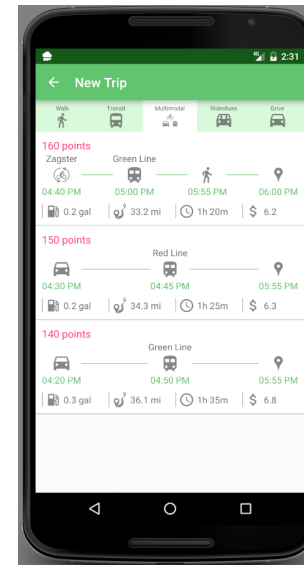 4G 2:31
New Trip
Walk Transit Multimodal Rideshare Drive
160 points
Zagster Green Line
04:40 PM 05:00 PM 05:55 PM 06:00 PM
0.2 gal 33.2 mi 1h 20m $ 6.2
150 points
Red Line
04:30 PM 04:45 PM 05:55 PM
0.2 gal 34.3 mi 1h 25m $ 6.3
140 points
Green Line
04:20 PM 04:50 PM 05:55 PM
0.3 gal 36.1 mi 1h 35m $ 6.8